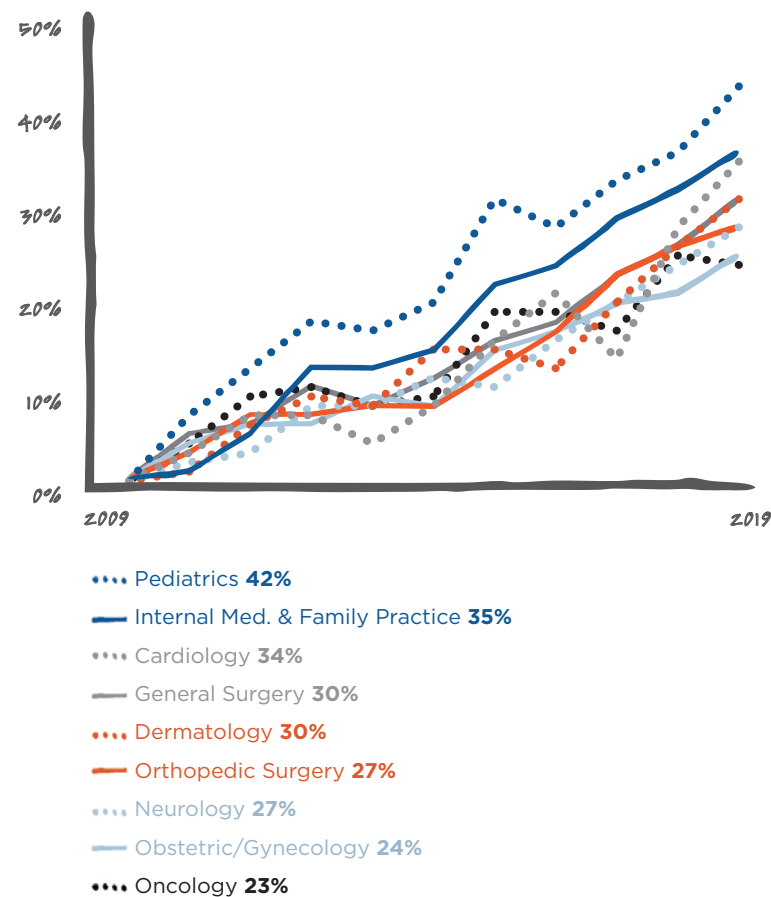 50%
40%
30%
20%
10%
0%
2009 2019
Pediatrics 42%
Internal Med. & Family Practice 35%
Cardiology 34%
General Surgery 30%
Dermatology 30%
Orthopedic Surgery 27%
Neurology 27%
Obstetric/Gynecology 24%
Oncology 23%